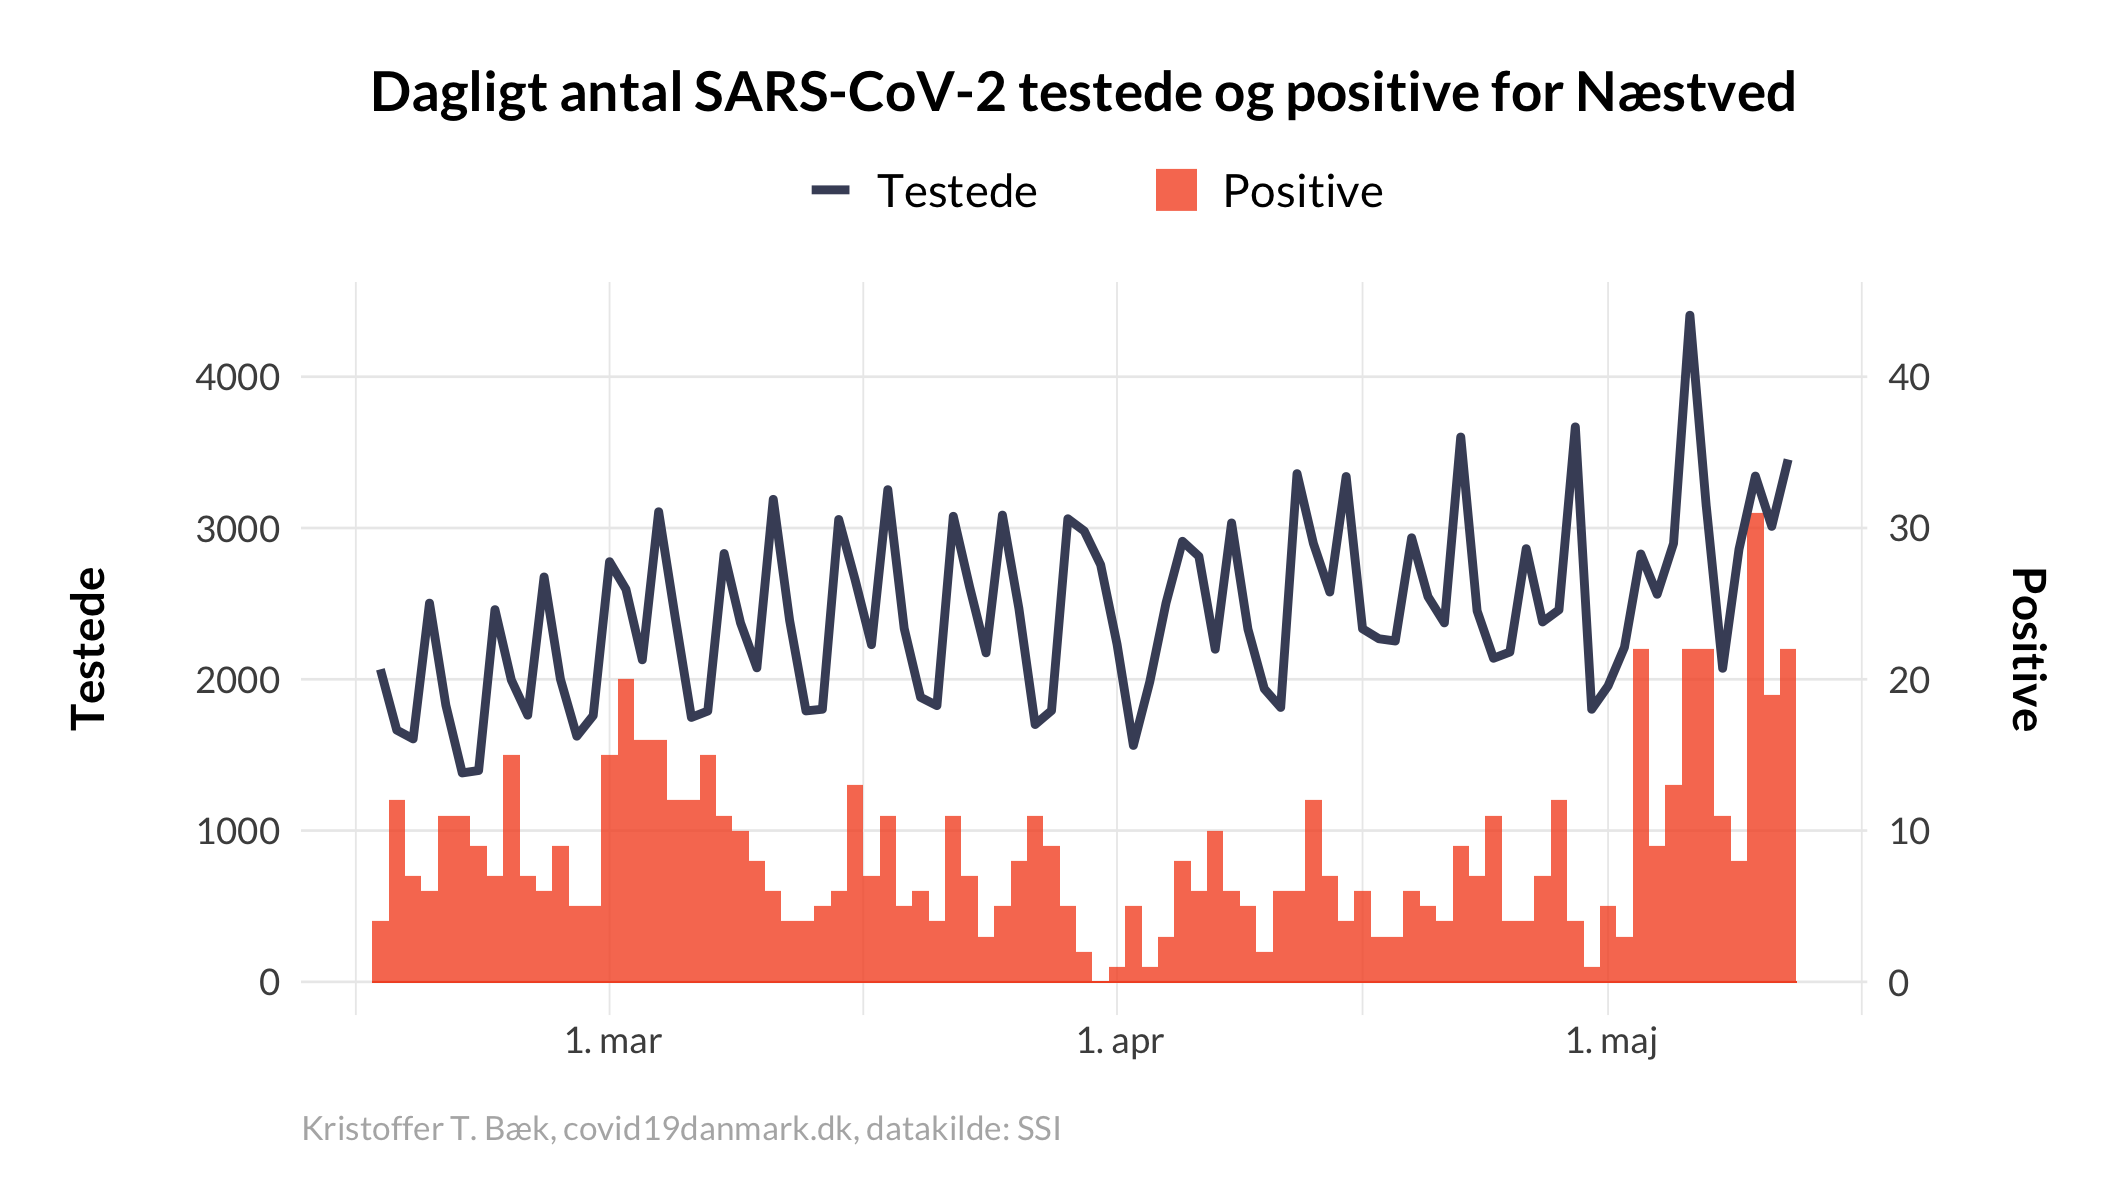 Dagligt antal SARS-CoV-2 testede og positive for Næstved
Testede
Positive
4000
3000
2000
1000
0
Testede
40
30
20
10
0
Positive
1. mar
1. apr
1. maj
Kristoffer T. Bæk, covid19danmark.dk, datakilde: SSI